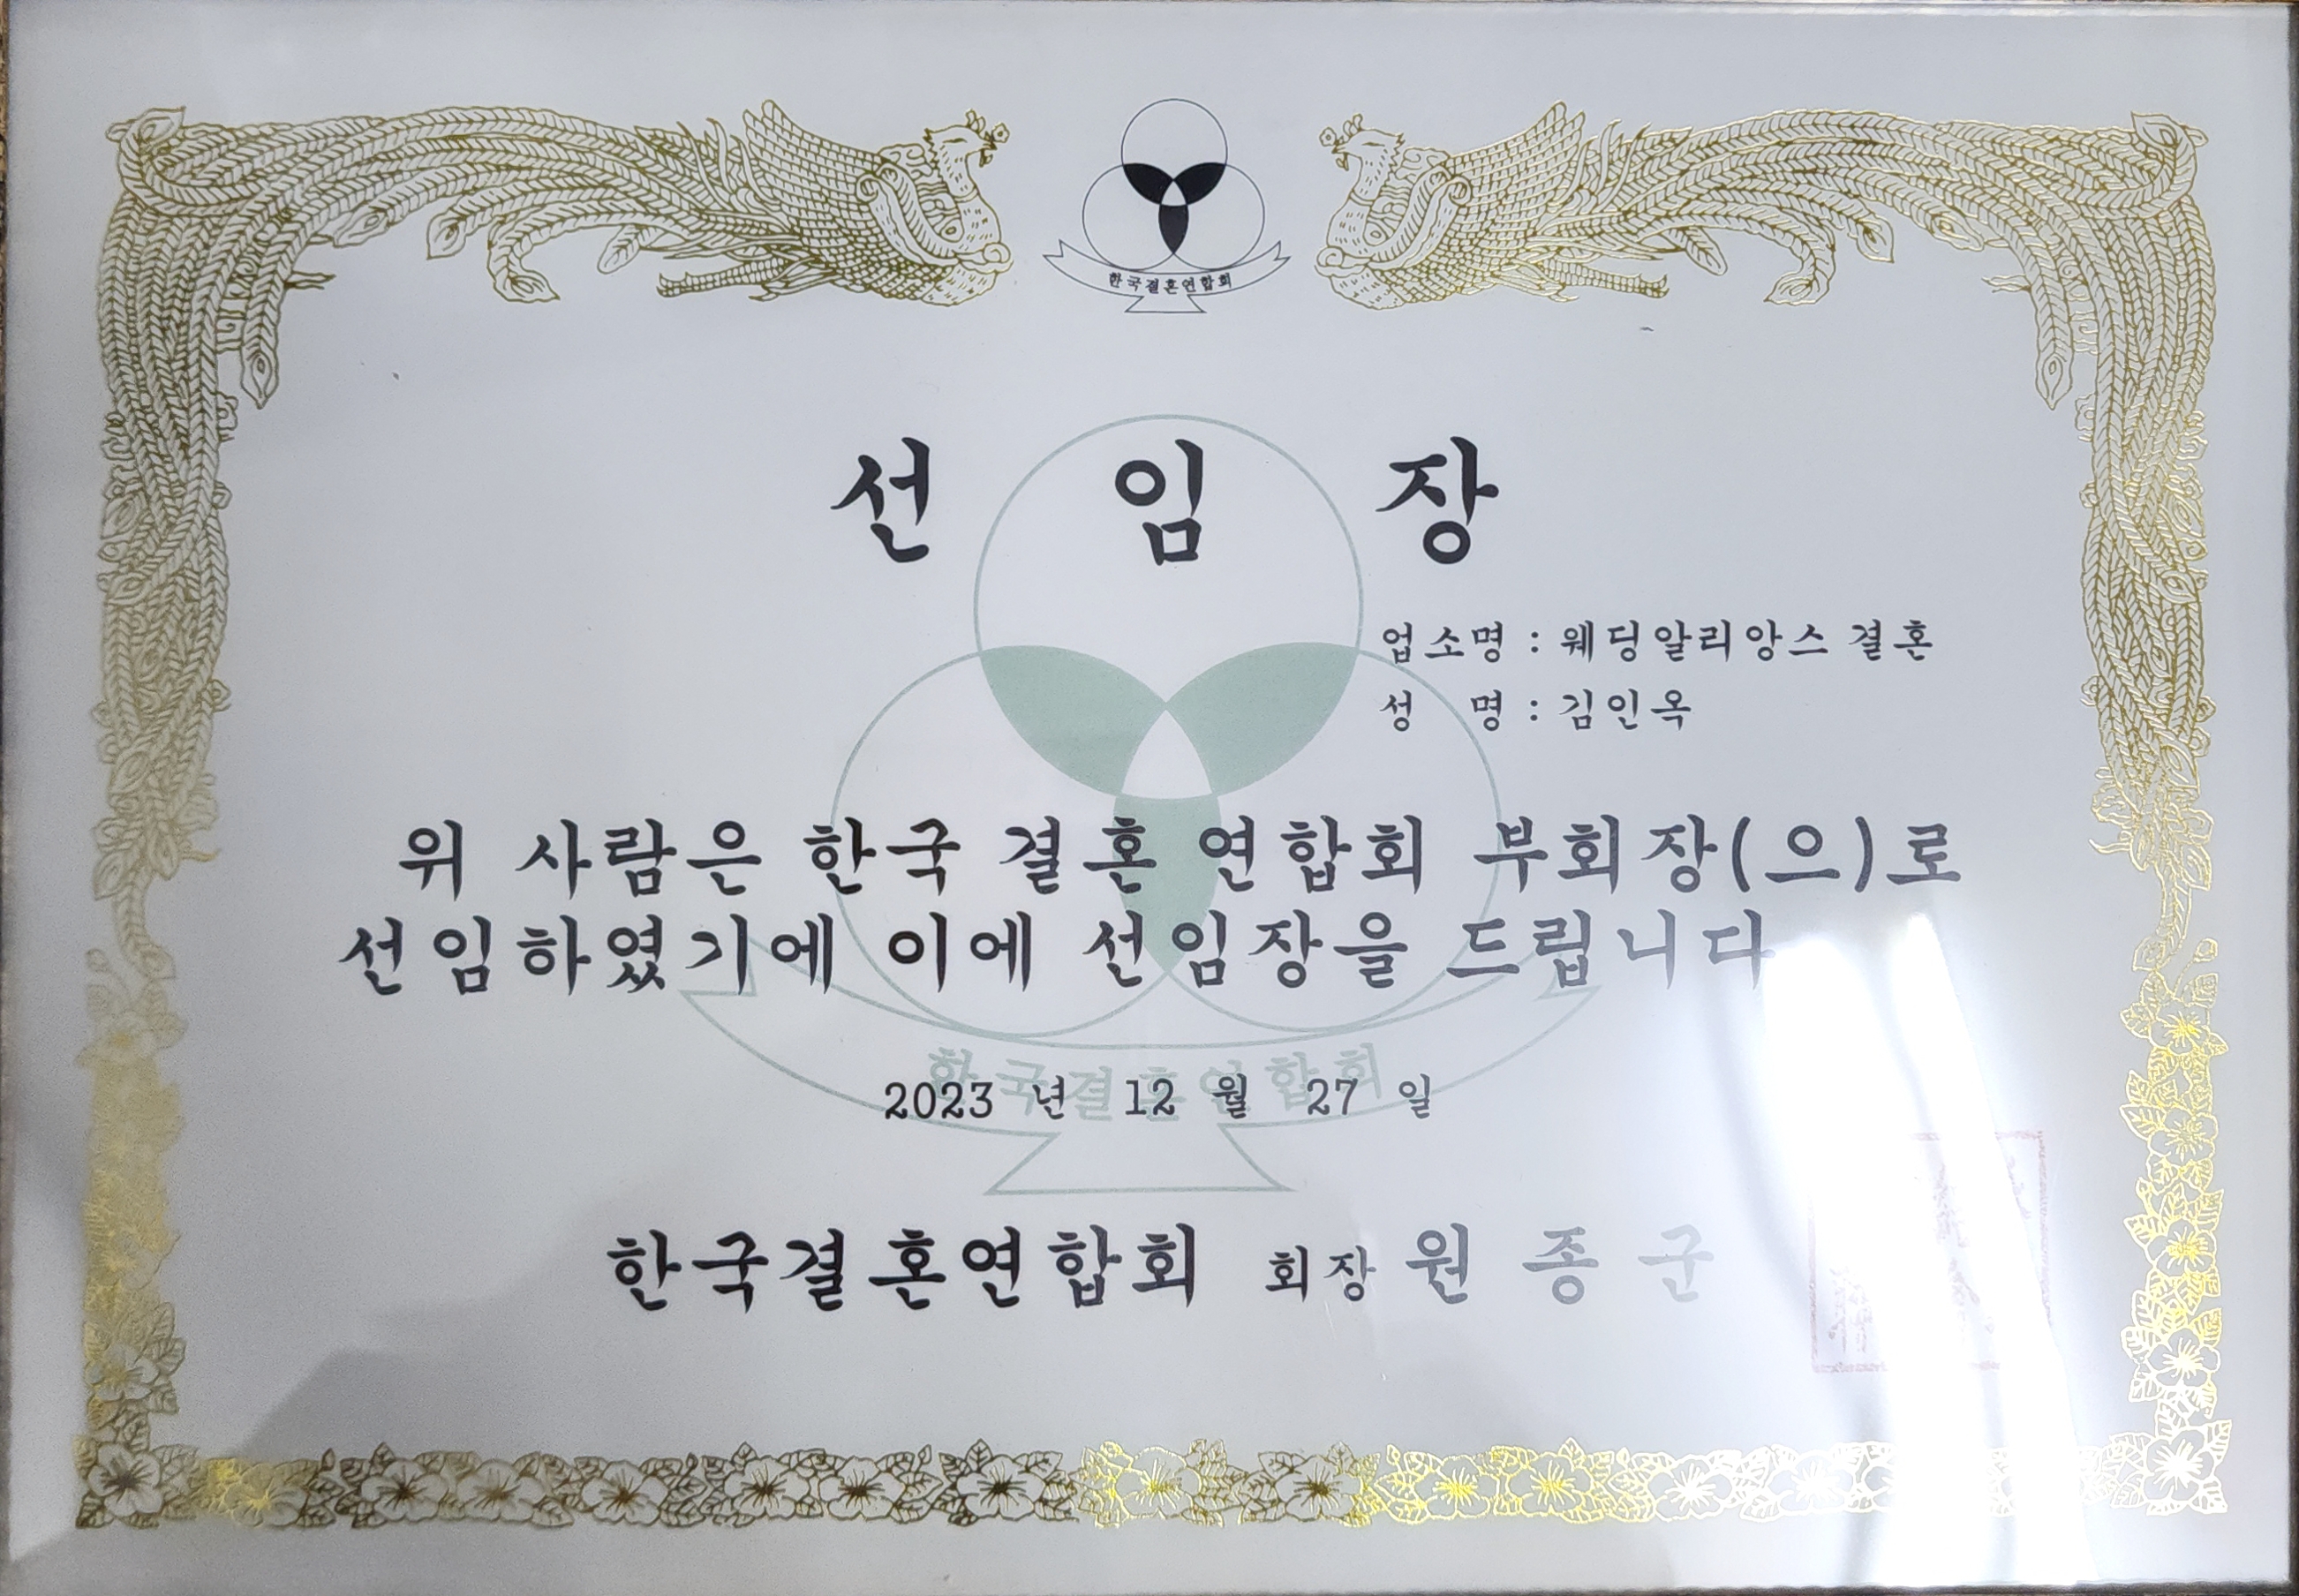 한국결혼연합회
선 임 장
업소명 : 웨딩알리앙스 결혼
성 명 : 김인옥
위 사람은 한국 결혼 연합회 부회장(으)로
선임하였기에 이에 선임장을 드립니다
한국결혼연합회
2023 년 12 월 27 일
한국결혼연합회 회장 원 종 군